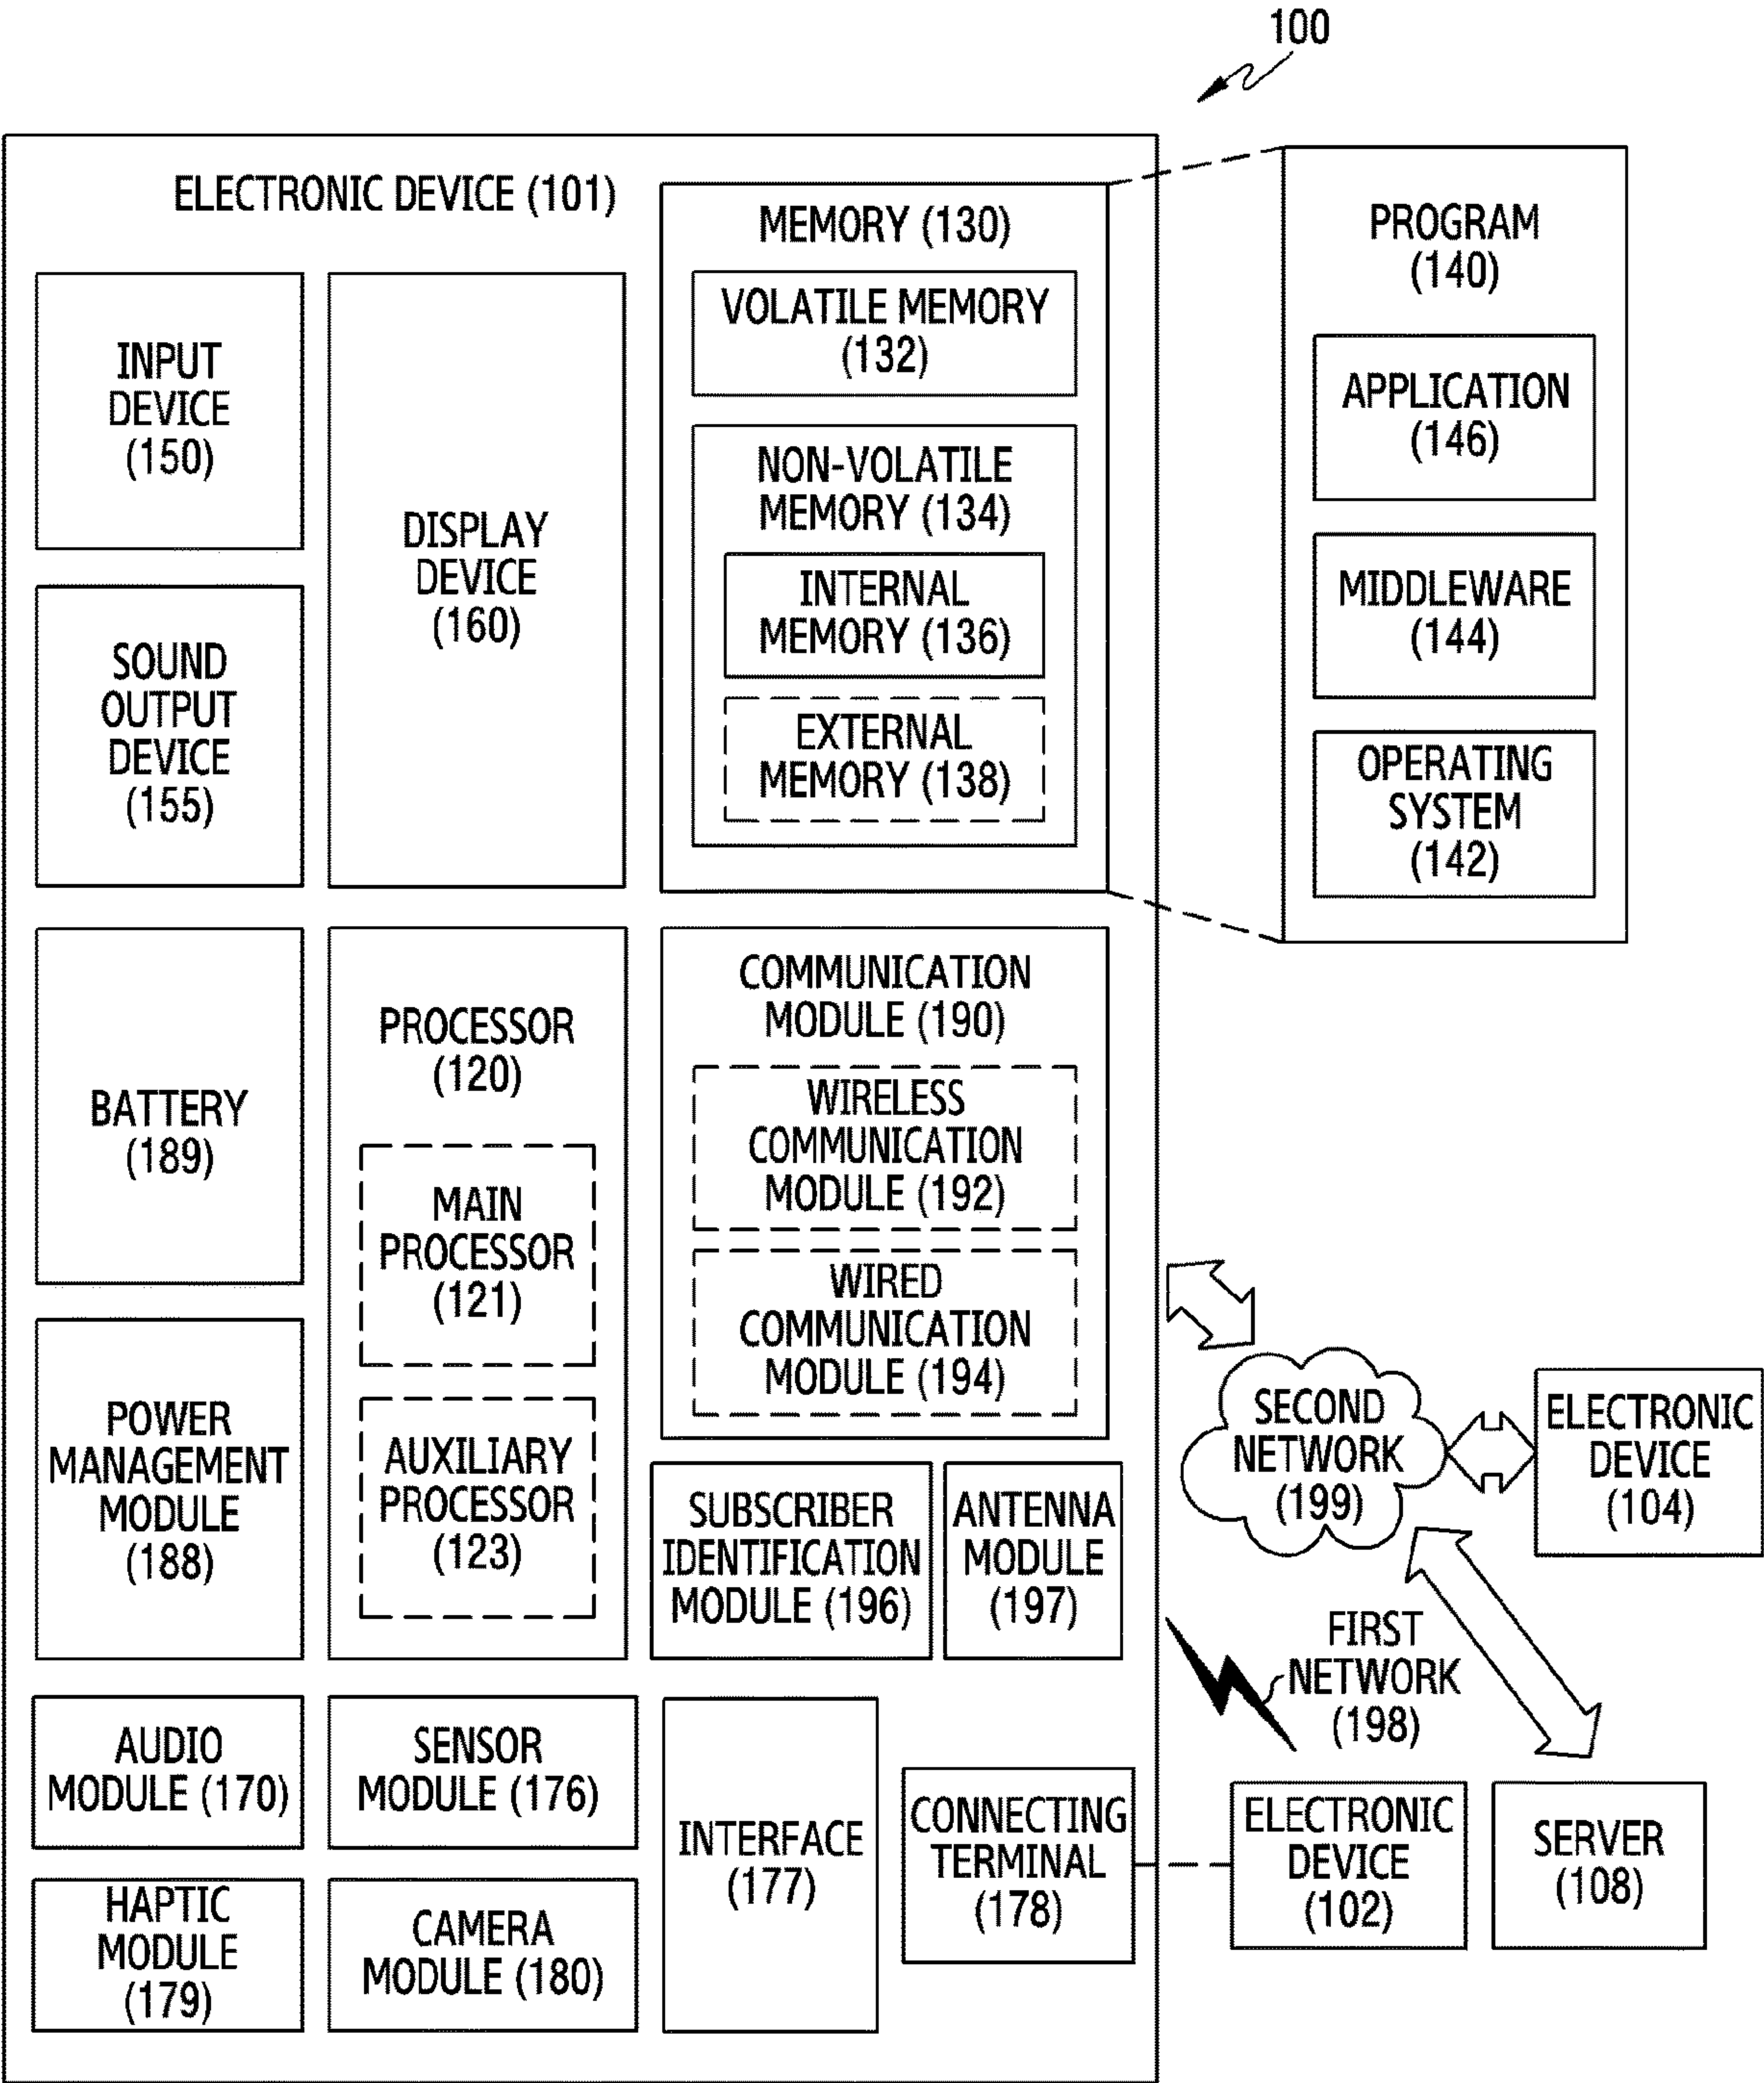 100
ELECTRONIC DEVICE (101)
INPUT
DEVICE
(150)
SOUND
OUTPUT
DEVICE
(155)
DISPLAY
DEVICE
(160)
MEMORY (130)
VOLATILE MEMORY
(132)
NON-VOLATILE
MEMORY (134)
INTERNAL
MEMORY (136)
EXTERNAL
MEMORY (138)
PROGRAM
(140)
APPLICATION
(146)
MIDDLEWARE
(144)
OPERATING
SYSTEM
(142)
BATTERY
(189)
POWER
MANAGEMENT
MODULE
(188)
PROCESSOR
(120)
MAIN
PROCESSOR
(121)
AUXILIARY
PROCESSOR
(123)
COMMUNICATION
MODULE (190)
WIRELESS
COMMUNICATION
MODULE (192)
WIRED
COMMUNICATION
MODULE (194)
SUBSCRIBER
IDENTIFICATION
MODULE (196)
ANTENNA
MODULE
(197)
SECOND
NETWORK
(199)
ELECTRONIC
DEVICE
(104)
FIRST
NETWORK
(198)
AUDIO
MODULE (170)
SENSOR
MODULE (176)
HAPTIC
MODULE
(179)
CAMERA
MODULE (180)
INTERFACE
(177)
CONNECTING
TERMINAL
(178)
ELECTRONIC
DEVICE
(102)
SERVER
(108)